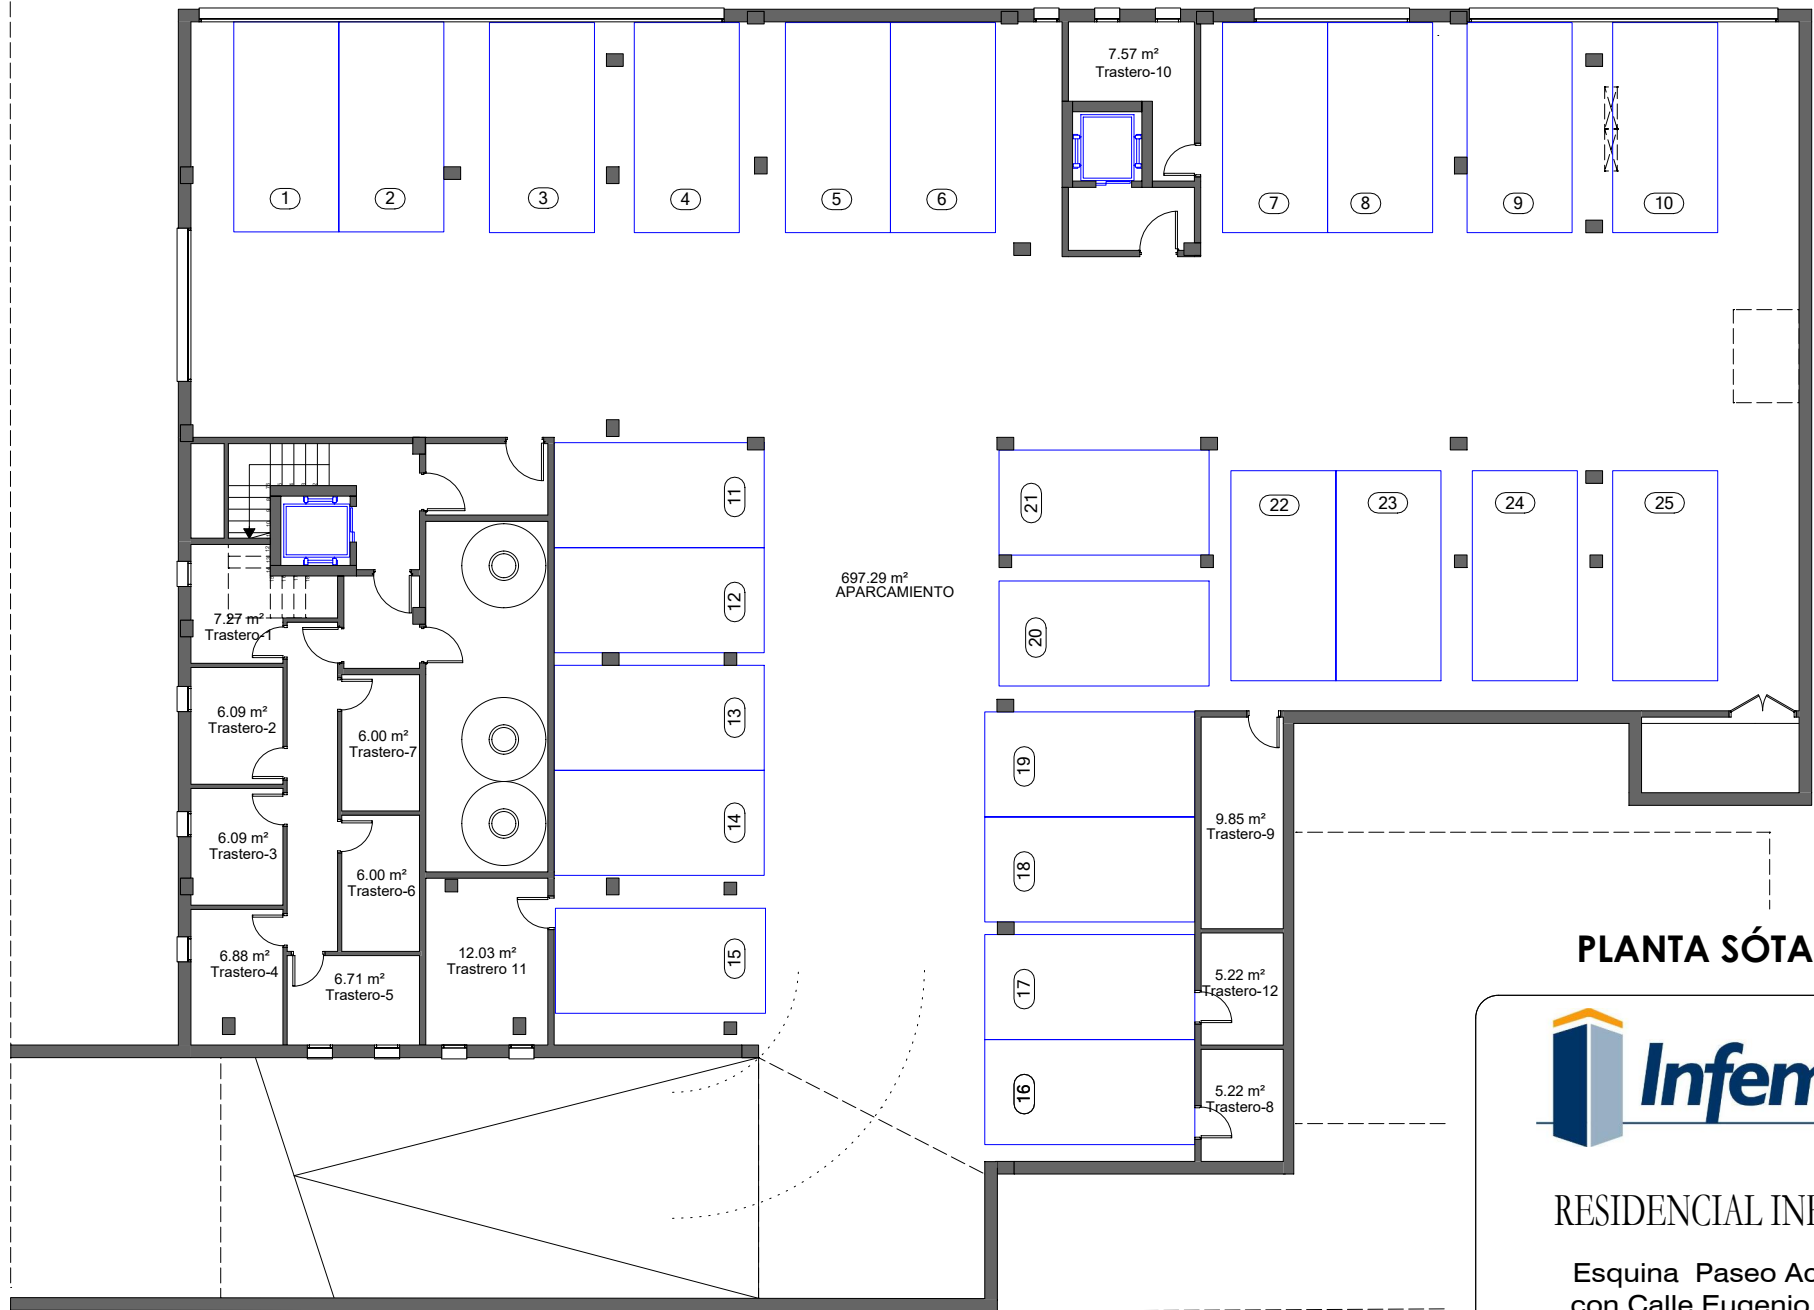 7.57 m²
Trastero-10
1
2
3
4
5
6
7
8
9
10
11
12
13
14
15
697.29 m²
APARCAMIENTO
21
20
19
18
17
16
22
23
24
25
7.27 m²
Trastero-1
6.09 m²
Trastero-2
6.09 m²
Trastero-3
6.88 m²
Trastero-4
6.71 m²
Trastero-5
6.00 m²
Trastero-7
6.00 m²
Trastero-6
12.03 m²
Trastrero 11
9.85 m²
Trastero-9
5.22 m²
Trastero-12
5.22 m²
Trastero-8
PLANTA SÓTA
Infem
RESIDENCIAL
Esquina Paseo
con Calle Eugenio